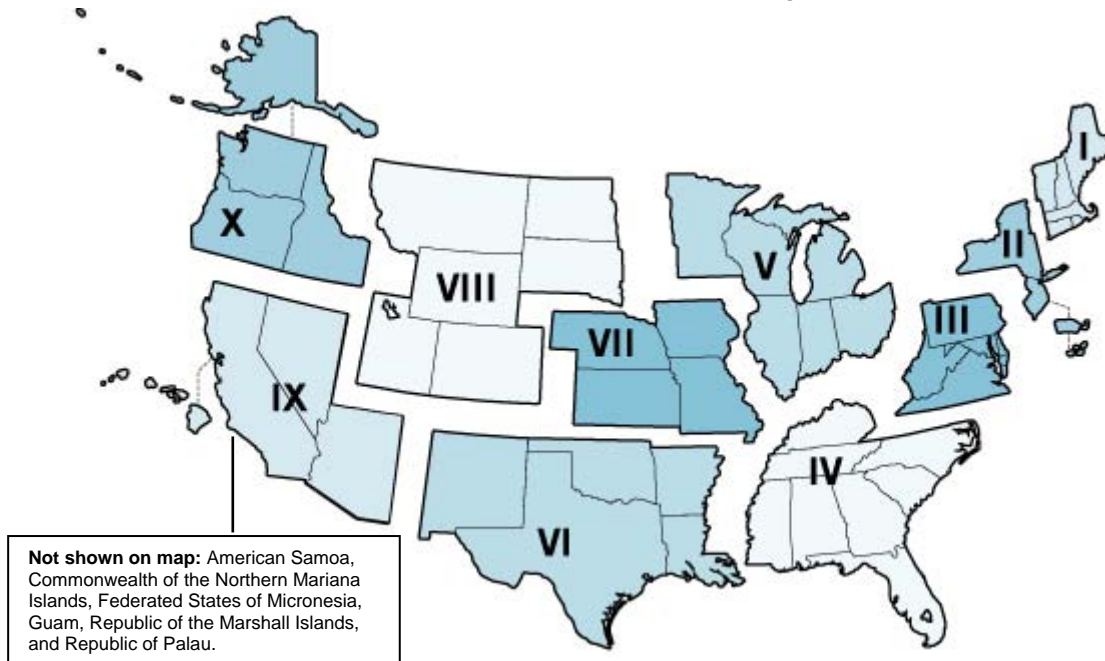 I
X
II
V
VIII
III
VII
IX
IV
VI
Not shown on map: American Samoa,
Commonwealth of the Northern Mariana
Islands, Federated States of Micronesia,
Guam, Republic of the Marshall Islands,
and Republic of Palau.